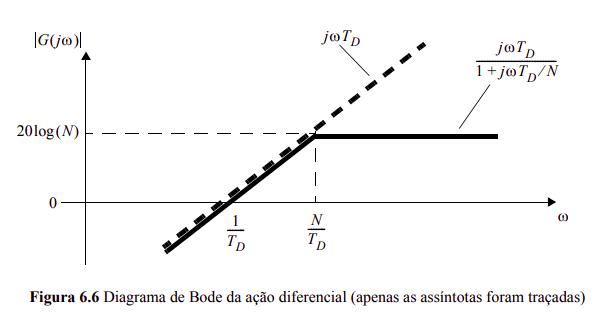 |G(jω)|
jωT_D
jωT_D
1 + jωT_D/N
20log(N)
0
1
T_D
N
T_D
ω
Figura 6.6 Diagrama de Bode da ação diferencial (apenas as assíntotas foram traçadas)